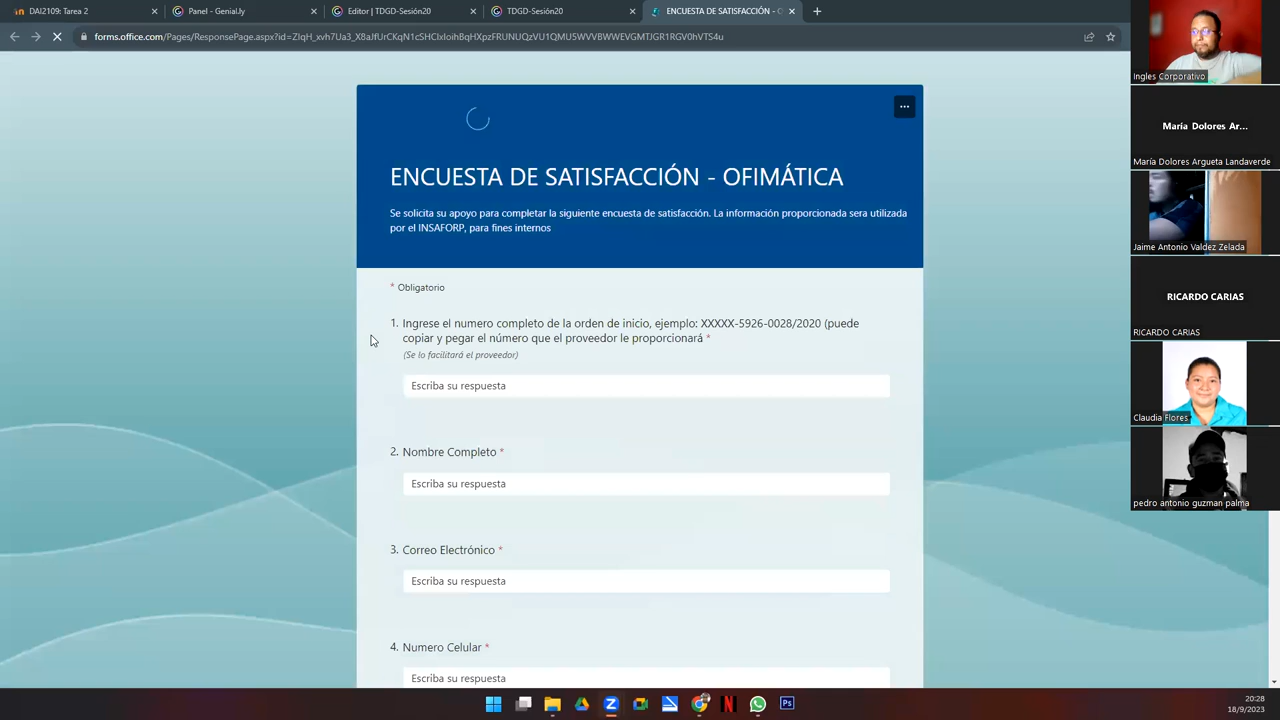 DAI2109: Tarea 2
Panel - Genial.ly
Editor | TDGD-Sesión20
TDGD-Sesión20
ENCUESTA DE SATISFACCIÓN - O
forms.office.com/Pages/ResponsePage.aspx?id=ZIqH_xvh7Ua3_X8aJfUrCKqN1cSHCIxIoihBqHXpzFRUNUQzVU1QMU5WVVBWWEVGMTJGR1RGV0hVTS4u
ENCUESTA DE SATISFACCIÓN - OFIMÁTICA
Se solicita su apoyo para completar la siguiente encuesta de satisfacción. La información proporcionada sera utilizada
por el INSAFORP, para fines internos
* Obligatorio
1. Ingrese el numero completo de la orden de inicio, ejemplo: XXXXX-5926-0028/2020 (puede
copiar y pegar el número que el proveedor le proporcionará *
(Se lo facilitará el proveedor)
Escriba su respuesta
2. Nombre Completo *
Escriba su respuesta
3. Correo Electrónico *
Escriba su respuesta
4. Numero Celular *
Escriba su respuesta
Ingles Corporativo
María Dolores Ar...
María Dolores Argueta Landaverde
Jaime Antonio Valdez Zelada
RICARDO CARIAS
RICARDO CARIAS
Claudia Flores
pedro antonio guzman palma
20:28
18/9/2023